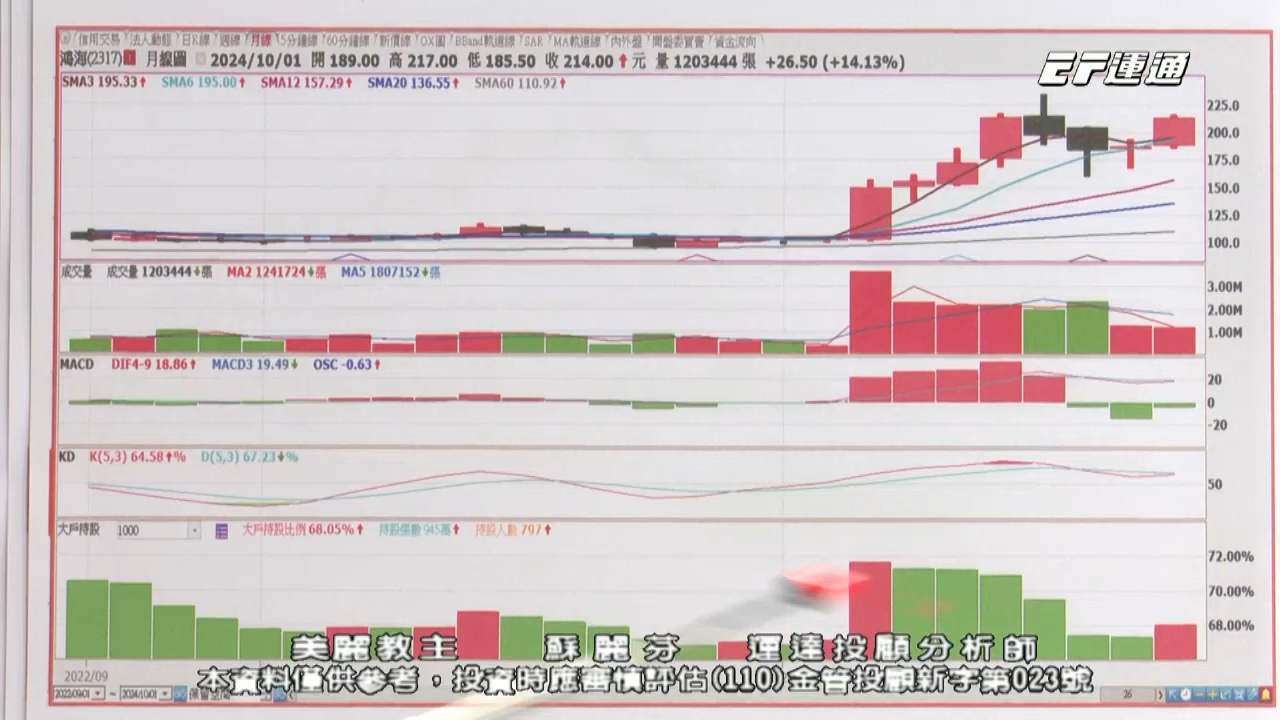 信用交易 法人動態 日K線 週線 月線 5分鐘線 60分鐘線 新價線 OX圖 BBand軌道線 SAR MA軌道線 內外盤 開盤委買賣 資金流向
鴻海(2317) 月線圖 2024/10/01 開 189.00 高 217.00 低 185.50 收 214.00↑元 量 1203444 張 +26.50 (+14.13%)
運通
SMA3 195.33↑ SMA6 195.00↑ SMA12 157.29↑ SMA20 136.55↑ SMA60 110.92↑
225.0
200.0
175.0
150.0
125.0
100.0
成交量 成交量 1203444↓張 MA2 1241724↓張 MA5 1807152↓張
3.00M
2.00M
1.00M
MACD DIF4-9 18.86↑ MACD3 19.49↓ OSC -0.63↑
20
0
-20
KD K(5,3) 64.58↑% D(5,3) 67.23↓%
50
大戶持股 1000 大戶持股比例 68.05%↑ 持股張數 945萬↑ 持股人數 797↑
72.00%
70.00%
68.00%
美麗教主 蘇麗芬 運達投顧分析師
2022/09
本資料僅供參考，投資時應審慎評估(110)金管投顧新字第023號
2022/09/01 ~ 2024/10/01 保留空間 26